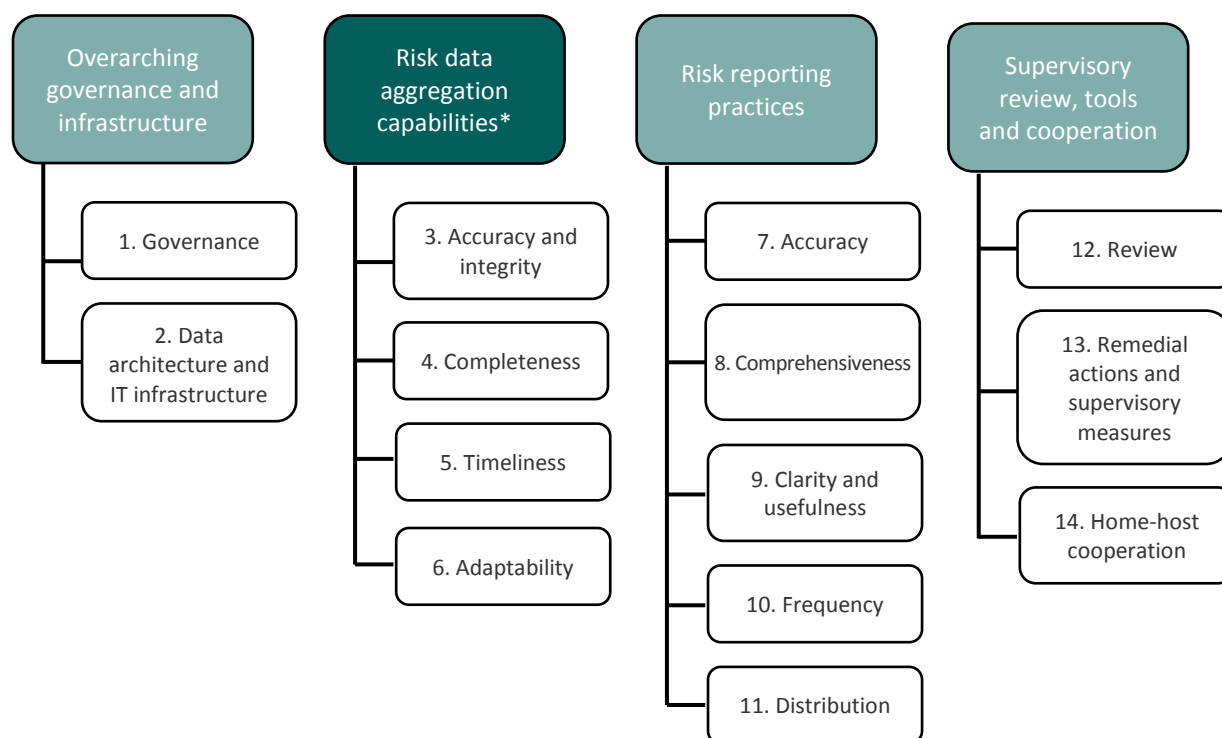 Overarching
governance and
infrastructure
1. Governance
2. Data
architecture and
IT infrastructure
Risk data
aggregation
capabilities*
3. Accuracy and
integrity
4. Completeness
5. Timeliness
6. Adaptability
Risk reporting
practices
7. Accuracy
8. Comprehensiveness
9. Clarity and
usefulness
10. Frequency
11. Distribution
Supervisory
review, tools
and cooperation
12. Review
13. Remedial
actions and
supervisory
measures
14. Home-host
cooperation